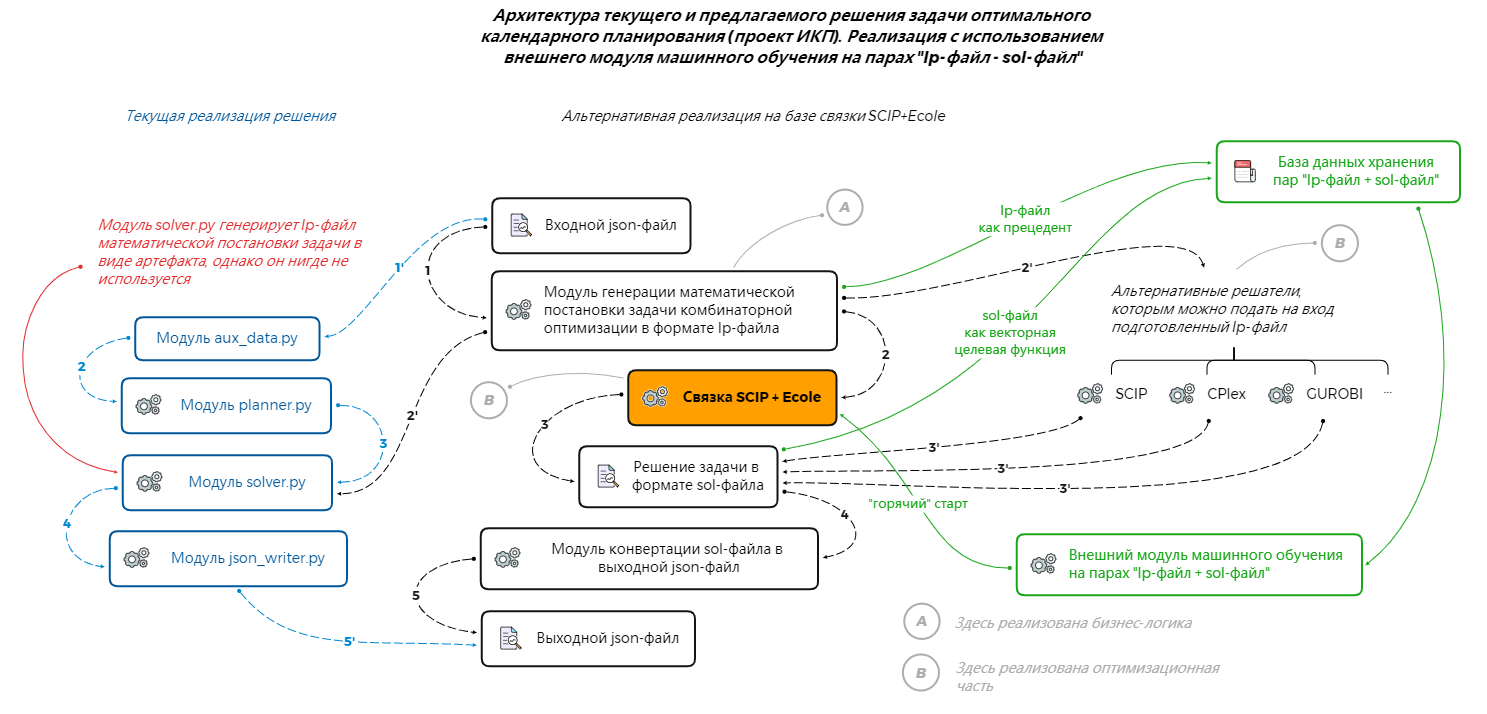 Архитектура текущего и предлагаемого решения задачи оптимального
календарного планирования (проект ИКП). Реализация с использованием
внешнего модуля машинного обучения на парах "lp-файл - sol-файл"
Текущая реализация решения
Альтернативная реализация на базе связки SCIP+Ecole
База данных хранения
пар "lp-файл + sol-файл"
Модуль solver.py генерирует lp-файл
математической постановки задачи в
виде артефакта, однако он нигде не
используется
Входной json-файл
A
lp-файл
как прецедент
B
1'
1
2'
Модуль генерации математической
постановки задачи комбинаторной
оптимизации в формате lp-файла
Альтернативные решатели,
которым можно подать на вход
подготовленный lp-файл
sol-файл
как векторная
целевая функция
Модуль aux_data.py
2
2
B
Связка SCIP + Ecole
SCIP
CPlex
GUROBI
...
Модуль planner.py
2'
3
3
3'
3'
3'
Модуль solver.py
Решение задачи в
формате sol-файла
"горячий" старт
4
4
Модуль json_writer.py
Модуль конвертации sol-файла в
выходной json-файл
Внешний модуль машинного обучения
на парах "lp-файл + sol-файл"
5
5'
Выходной json-файл
A
Здесь реализована бизнес-логика
B
Здесь реализована оптимизационная
часть